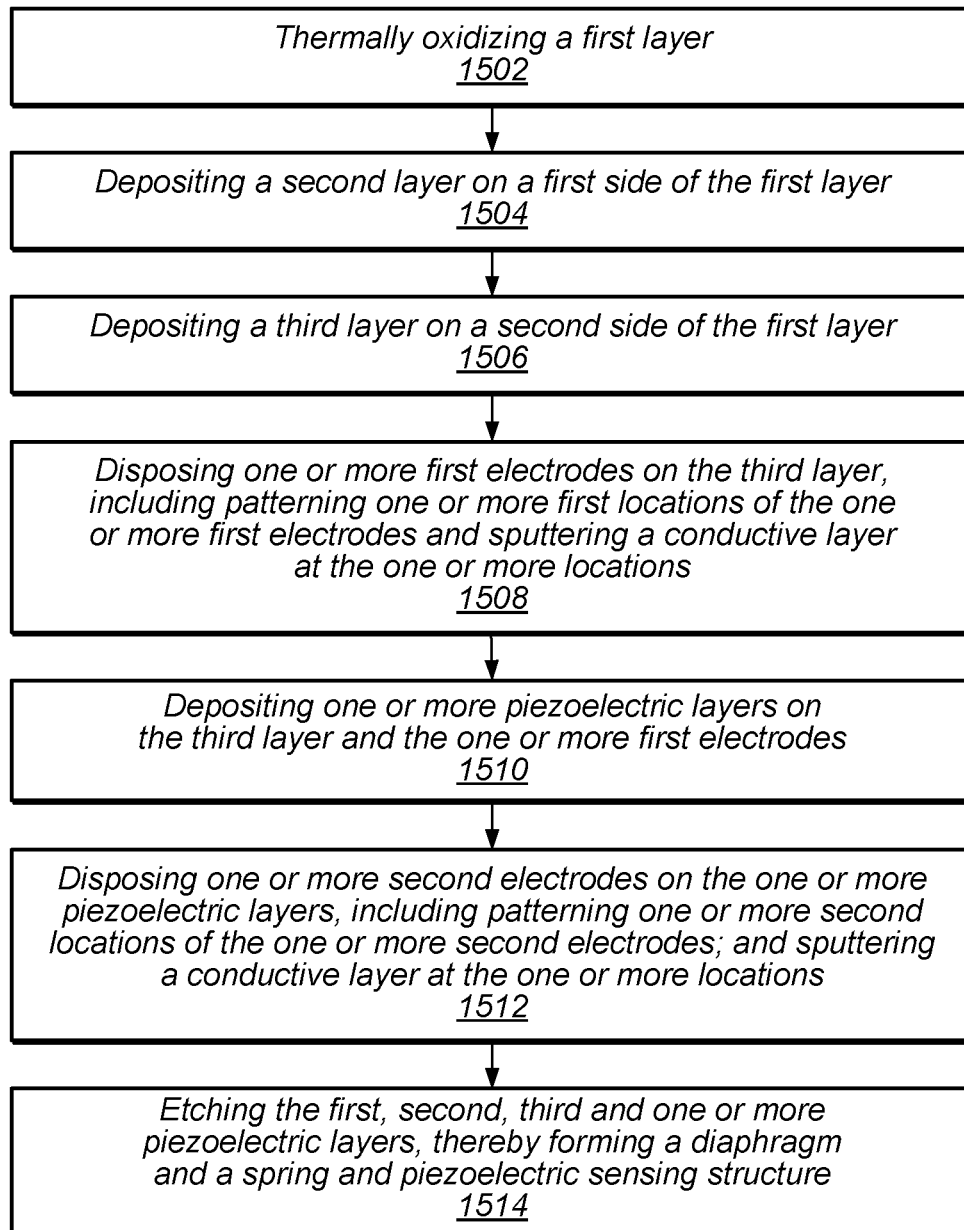 Thermally oxidizing a first layer
1502
Depositing a second layer on a first side of the first layer
1504
Depositing a third layer on a second side of the first layer
1506
Disposing one or more first electrodes on the third layer,
including patterning one or more first locations of the one
or more first electrodes and sputtering a conductive layer
at the one or more locations
1508
Depositing one or more piezoelectric layers on
the third layer and the one or more first electrodes
1510
Disposing one or more second electrodes on the one or more
piezoelectric layers, including patterning one or more second
locations of the one or more second electrodes; and sputtering
a conductive layer at the one or more locations
1512
Etching the first, second, third and one or more
piezoelectric layers, thereby forming a diaphragm
and a spring and piezoelectric sensing structure
1514